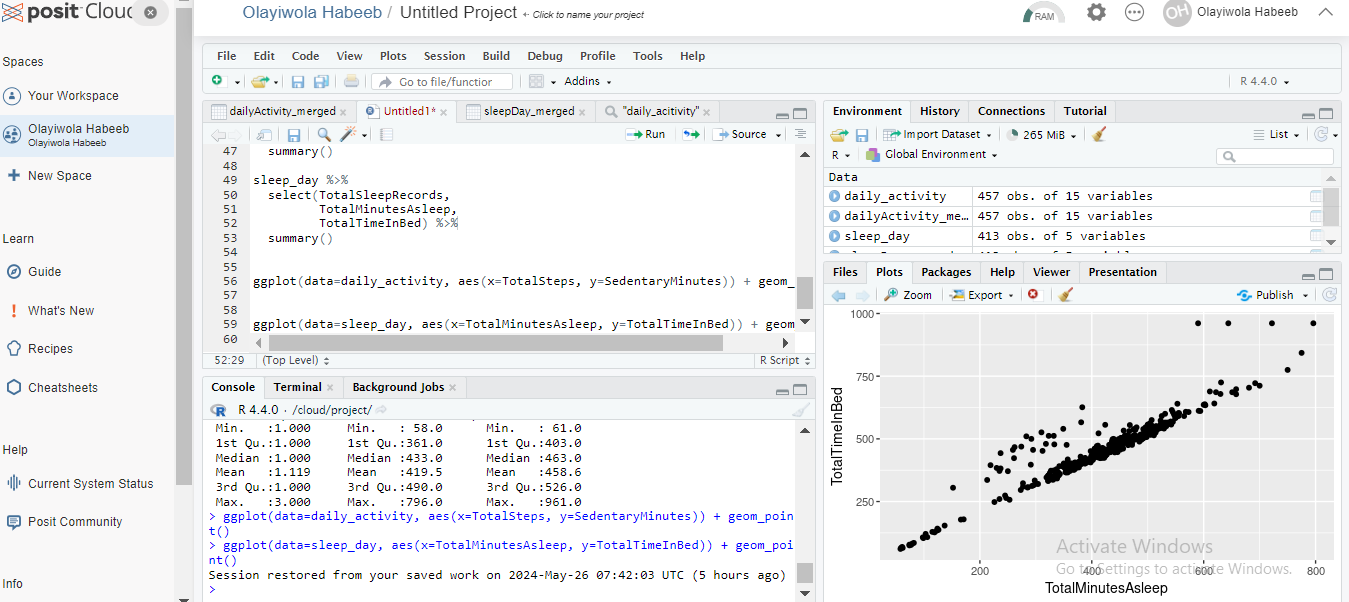 posit Cloud
Olayiwola Habeeb / Untitled Project ← Click to name your project
RAM
OH
Olayiwola Habeeb
Spaces
Your Workspace
Olayiwola Habeeb
Olayiwola Habeeb
New Space
Learn
Guide
What's New
Recipes
Cheatsheets
Help
Current System Status
Posit Community
Info
File Edit Code View Plots Session Build Debug Profile Tools Help
Go to file/function
Addins
R 4.4.0
dailyActivity_merged
Untitled1*
sleepDay_merged
"daily_acitivity"
Run
Source
47 summary()
48
49 sleep_day %>%
50 select(TotalSleepRecords,
51 TotalMinutesAsleep,
52 TotalTimeInBed) %>%
53 summary()
54
55
56 ggplot(data=daily_activity, aes(x=TotalSteps, y=SedentaryMinutes)) + geom_
57
58
59 ggplot(data=sleep_day, aes(x=TotalMinutesAsleep, y=TotalTimeInBed)) + geom
60
52:29 (Top Level) R Script
Console Terminal Background Jobs
R 4.4.0 · /cloud/project/
Min. :1.000 Min. : 58.0 Min. : 61.0
1st Qu.:1.000 1st Qu.:361.0 1st Qu.:403.0
Median :1.000 Median :433.0 Median :463.0
Mean :1.119 Mean :419.5 Mean :458.6
3rd Qu.:1.000 3rd Qu.:490.0 3rd Qu.:526.0
Max. :3.000 Max. :796.0 Max. :961.0
> ggplot(data=daily_activity, aes(x=TotalSteps, y=SedentaryMinutes)) + geom_poin
t()
> ggplot(data=sleep_day, aes(x=TotalMinutesAsleep, y=TotalTimeInBed)) + geom_poi
nt()
Session restored from your saved work on 2024-May-26 07:42:03 UTC (5 hours ago)
>
Environment History Connections Tutorial
Import Dataset 265 MiB List
R Global Environment
Data
daily_activity 457 obs. of 15 variables
dailyActivity_me… 457 obs. of 15 variables
sleep_day 413 obs. of 5 variables
Files Plots Packages Help Viewer Presentation
Zoom Export Publish
1000
750
500
250
TotalTimeInBed
200 400 600 800
TotalMinutesAsleep
Activate Windows
Go to Settings to activate Windows.